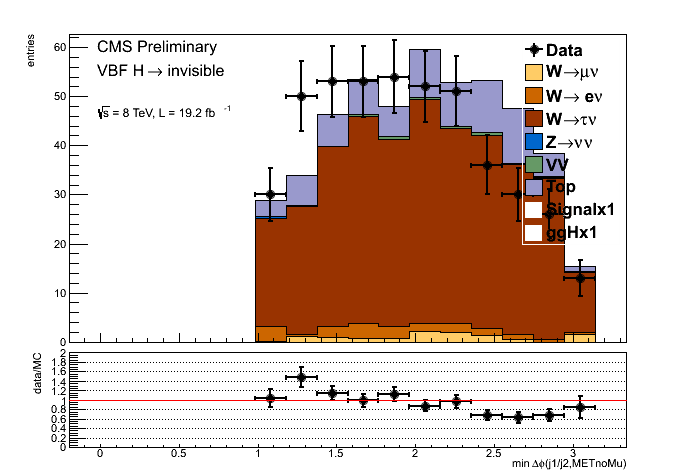 entries
CMS Preliminary
VBF H → invisible
√s = 8 TeV, L = 19.2 fb⁻¹
Data
W→μν
W→ eν
W→τν
Z→νν
VV
Top
Signalx1
ggHx1
60
50
40
30
20
10
0
data/MC
2
1.8
1.6
1.4
1.2
1
0.8
0.6
0.4
0.2
0
0 0.5 1 1.5 2 2.5 3
min Δϕ(j1/j2,METnoMu)